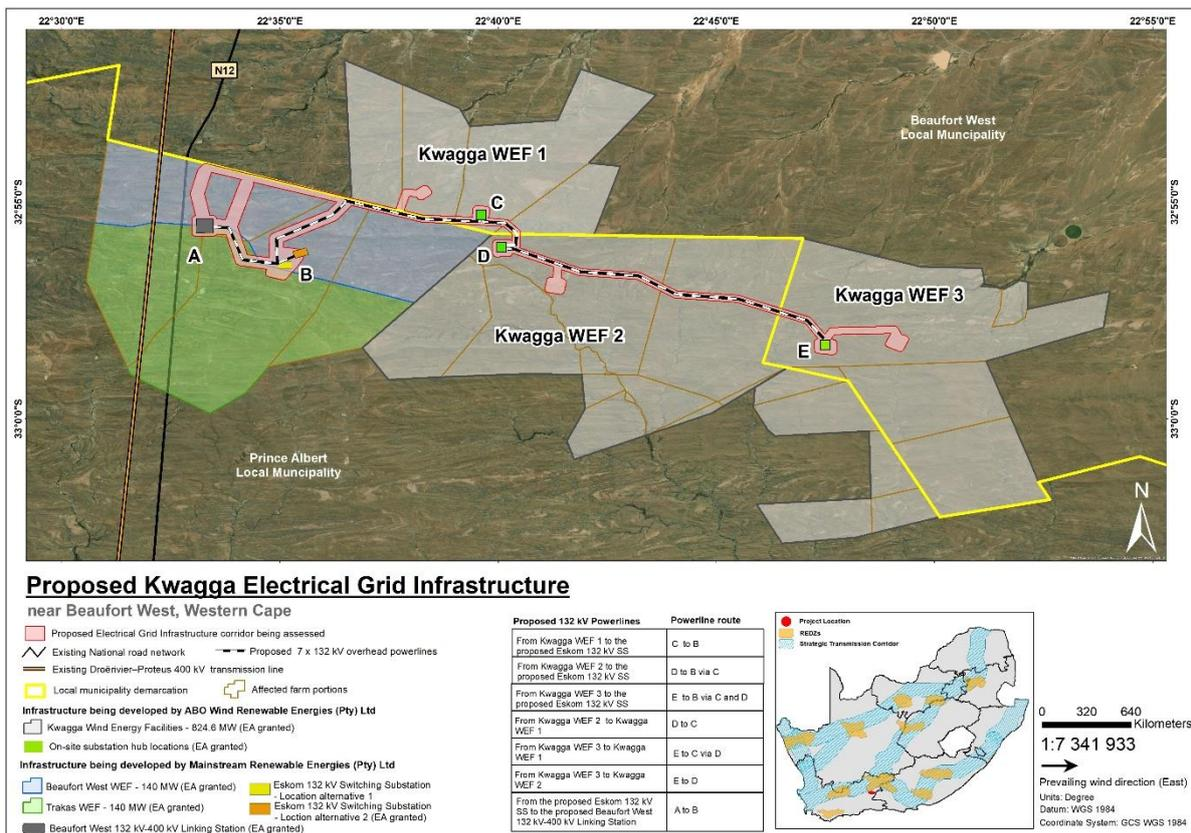 22°30'0"E 22°35'0"E 22°40'0"E 22°45'0"E 22°50'0"E 22°55'0"E
N12
Beaufort West
Local Muncipality
Kwagga WEF 1
32°55'0"S
32°55'0"S
C
A
D
B
Kwagga WEF 3
Kwagga WEF 2
E
33°0'0"S
33°0'0"S
Prince Albert
Local Muncipality
N
Proposed Kwagga Electrical Grid Infrastructure
near Beaufort West, Western Cape
Proposed Electrical Grid Infrastructure corridor being assessed
Existing National road network
Proposed 7 x 132 kV overhead powerlines
Existing Droërivier–Proteus 400 kV transmission line
Local municipality demarcation
Affected farm portions
Infrastructure being developed by ABO Wind Renewable Energies (Pty) Ltd
Kwagga Wind Energy Facilities - 824.6 MW (EA granted)
On-site substation hub locations (EA granted)
Infrastructure being developed by Mainstream Renewable Energies (Pty) Ltd
Beaufort West WEF - 140 MW (EA granted)
Trakas WEF - 140 MW (EA granted)
Beaufort West 132 kV-400 kV Linking Station (EA granted)
Eskom 132 kV Switching Substation
- Location alternative 1
Eskom 132 kV Switching Substation
- Loction alternative 2 (EA granted)
Proposed 132 kV Powerlines Powerline route
From Kwagga WEF 1 to the
proposed Eskom 132 kV SS
C to B
From Kwagga WEF 2 to the
proposed Eskom 132 kV SS
D to B via C
From Kwagga WEF 3 to the
proposed Eskom 132 kV SS
E to B via C and D
From Kwagga WEF 2 to Kwagga
WEF 1
D to C
From Kwagga WEF 3 to Kwagga
WEF 1
E to C via D
From Kwagga WEF 3 to Kwagga
WEF 2
E to D
From the proposed Eskom 132 kV
SS to the proposed Beaufort West
132 kV-400 kV Linking Station
A to B
Project Location
REDZs
Strategic Transmission Corridor
0 320 640
Kilometers
1:7 341 933
Prevailing wind direction (East)
Units: Degree
Datum: WGS 1984
Coordinate System: GCS WGS 1984